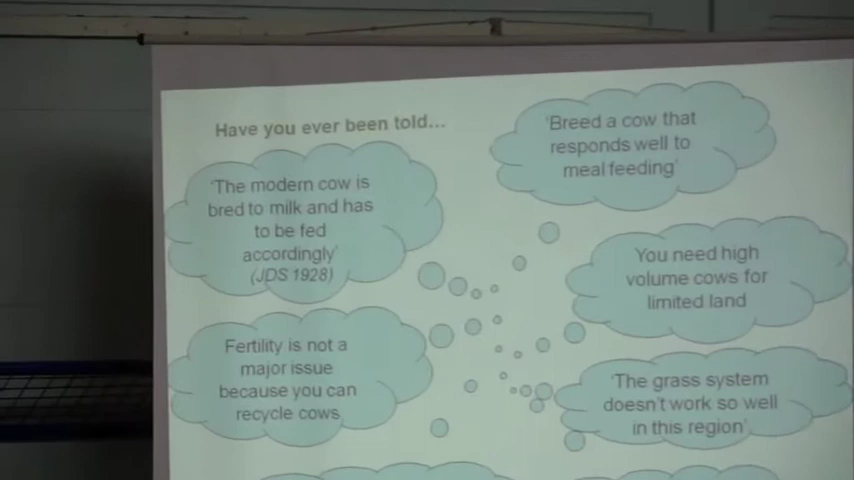 Have you ever been told...
'The modern cow is
bred to milk and has
to be fed
accordingly'
(JDS 1928)
'Breed a cow that
responds well to
meal feeding'
You need high
volume cows for
limited land
Fertility is not a
major issue
because you can
recycle cows
'The grass system
doesn't work so well
in this region'